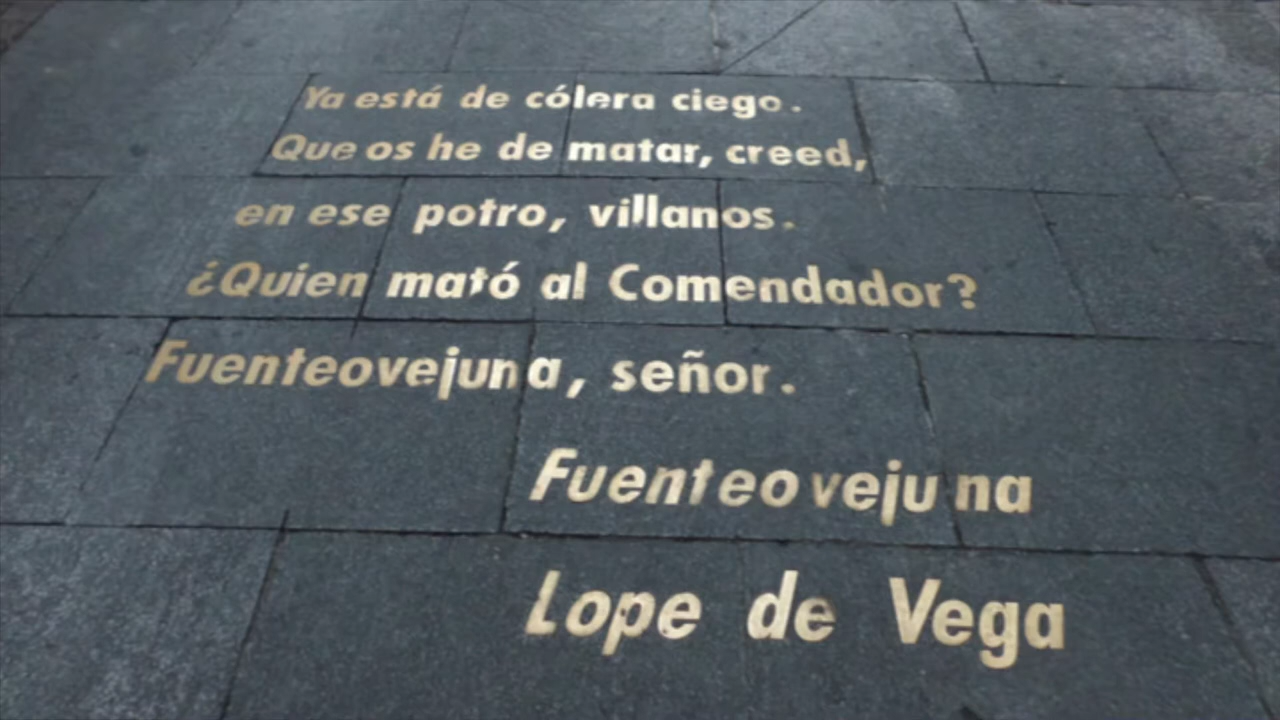 Ya está de cólera ciego.
Que os he de matar, creed,
en ese potro, villanos.
¿Quien mató al Comendador?
Fuenteovejuna, señor.
Fuenteovejuna
Lope de Vega